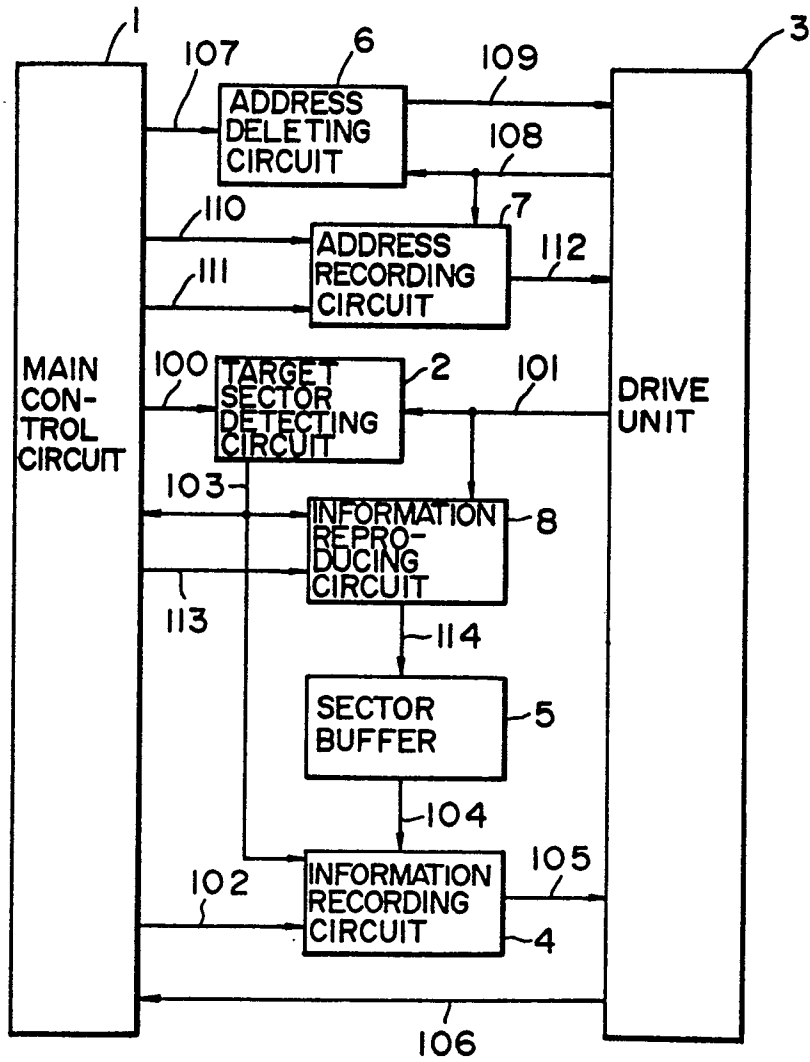 1
6
3
107
109
ADDRESS
DELETING
CIRCUIT
108
110
7
ADDRESS
RECORDING
CIRCUIT
112
111
MAIN
CON-
TROL
CIRCUIT
100
TARGET
SECTOR
DETECTING
CIRCUIT
2
101
DRIVE
UNIT
103
INFORMATION
REPRO-
DUCING
CIRCUIT
8
113
114
SECTOR
BUFFER
5
104
INFORMATION
RECORDING
CIRCUIT
105
102
4
106